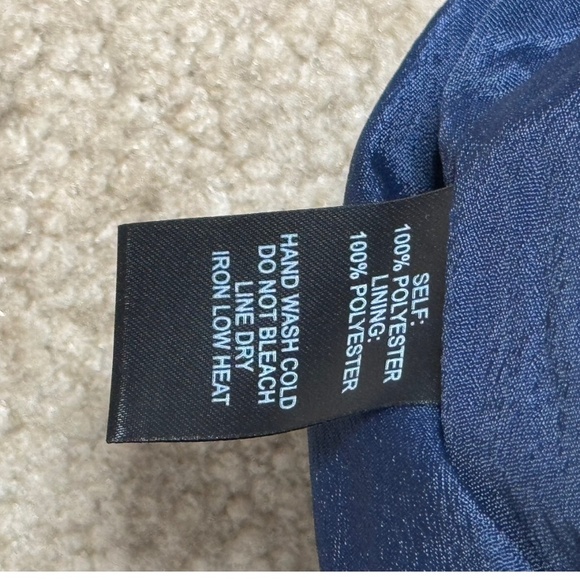 SELF:
100% POLYESTER
LINING:
100% POLYESTER
HAND WASH COLD
DO NOT BLEACH
LINE DRY
IRON LOW HEAT